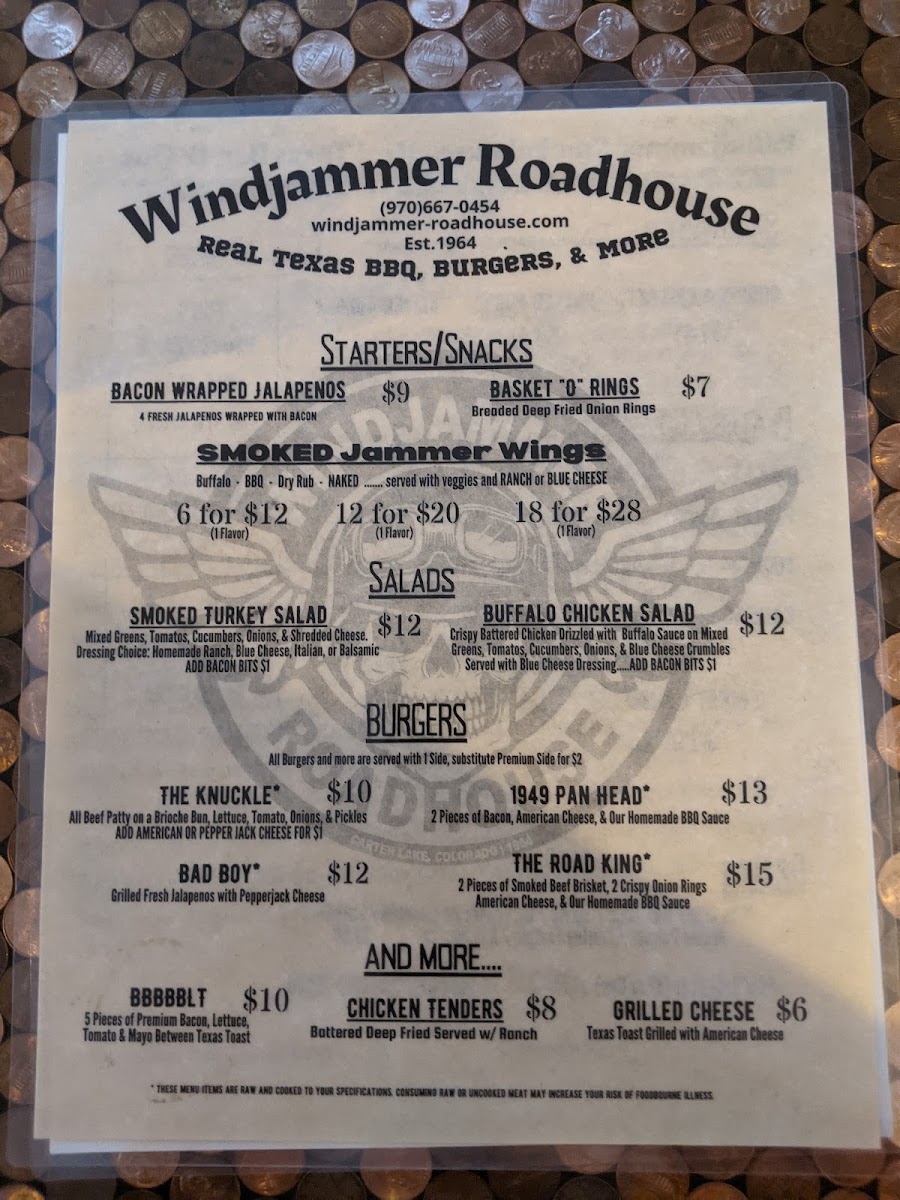 Windjammer Roadhouse
(970)667-0454
windjammer-roadhouse.com
Est.1964
Real Texas BBQ, Burgers, & More
Starters/Snacks
BACON WRAPPED JALAPENOS $9
4 FRESH JALAPENOS WRAPPED WITH BACON
BASKET "O" RINGS $7
Breaded Deep Fried Onion Rings
SMOKED Jammer Wings
Buffalo - BBQ - Dry Rub - NAKED ....... served with veggies and RANCH or BLUE CHEESE
6 for $12 12 for $20 18 for $28
(1 Flavor) (1 Flavor) (1 Flavor)
Salads
SMOKED TURKEY SALAD $12
Mixed Greens, Tomatos, Cucumbers, Onions, & Shredded Cheese.
Dressing Choice: Homemade Ranch, Blue Cheese, Italian, or Balsamic
ADD BACON BITS $1
BUFFALO CHICKEN SALAD $12
Crispy Battered Chicken Drizzled with Buffalo Sauce on Mixed
Greens, Tomatos, Cucumbers, Onions, & Blue Cheese Crumbles
Served with Blue Cheese Dressing.....ADD BACON BITS $1
BURGERS
All Burgers and more are served with 1 Side, substitute Premium Side for $2
THE KNUCKLE* $10
All Beef Patty on a Brioche Bun, Lettuce, Tomato, Onions, & Pickles
ADD AMERICAN OR PEPPER JACK CHEESE FOR $1
1949 PAN HEAD* $13
2 Pieces of Bacon, American Cheese, & Our Homemade BBQ Sauce
BAD BOY* $12
Grilled Fresh Jalapenos with Pepperjack Cheese
THE ROAD KING* $15
2 Pieces of Smoked Beef Brisket, 2 Crispy Onion Rings
American Cheese, & Our Homemade BBQ Sauce
AND MORE....
BBBBBLT $10
5 Pieces of Premium Bacon, Lettuce,
Tomato & Mayo Between Texas Toast
CHICKEN TENDERS $8
Battered Deep Fried Served w/ Ranch
GRILLED CHEESE $6
Texas Toast Grilled with American Cheese
* THESE MENU ITEMS ARE RAW AND COOKED TO YOUR SPECIFICATIONS. CONSUMING RAW OR UNCOOKED MEAT MAY INCREASE YOUR RISK OF FOODBOURNE ILLNESS.
WINDJAMMER
ROADHOUSE
CARTER LAKE, COLORADO | 1964